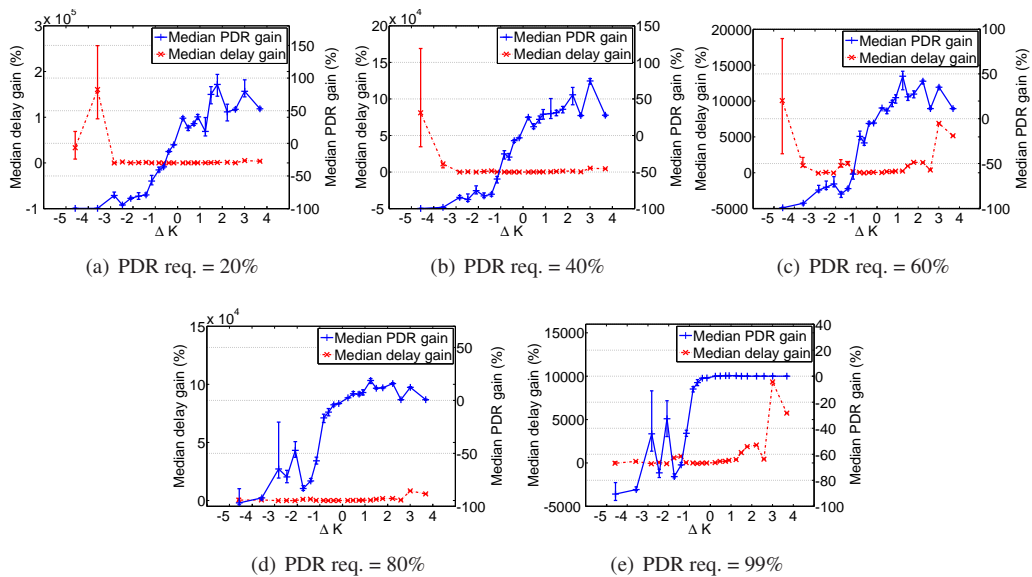 x 10^5
3
2
1
0
-1
Median delay gain (%)
Median PDR gain
Median delay gain
150
100
50
0
-50
-100
Median PDR gain (%)
-5 -4 -3 -2 -1 0 1 2 3 4
Δ K
(a) PDR req. = 20%
x 10^4
20
15
10
5
0
-5
Median delay gain (%)
Median PDR gain
Median delay gain
150
100
50
0
-50
-100
Median PDR gain (%)
-5 -4 -3 -2 -1 0 1 2 3 4
Δ K
(b) PDR req. = 40%
20000
15000
10000
5000
0
-5000
Median delay gain (%)
Median PDR gain
Median delay gain
100
50
0
-50
-100
Median PDR gain (%)
-5 -4 -3 -2 -1 0 1 2 3 4
Δ K
(c) PDR req. = 60%
x 10^4
15
10
5
0
Median delay gain (%)
Median PDR gain
Median delay gain
50
0
-50
-100
Median PDR gain (%)
-5 -4 -3 -2 -1 0 1 2 3 4
Δ K
(d) PDR req. = 80%
15000
10000
5000
0
-5000
Median delay gain (%)
Median PDR gain
Median delay gain
40
20
0
-20
-40
-60
-80
-100
Median PDR gain (%)
-5 -4 -3 -2 -1 0 1 2 3 4
Δ K
(e) PDR req. = 99%